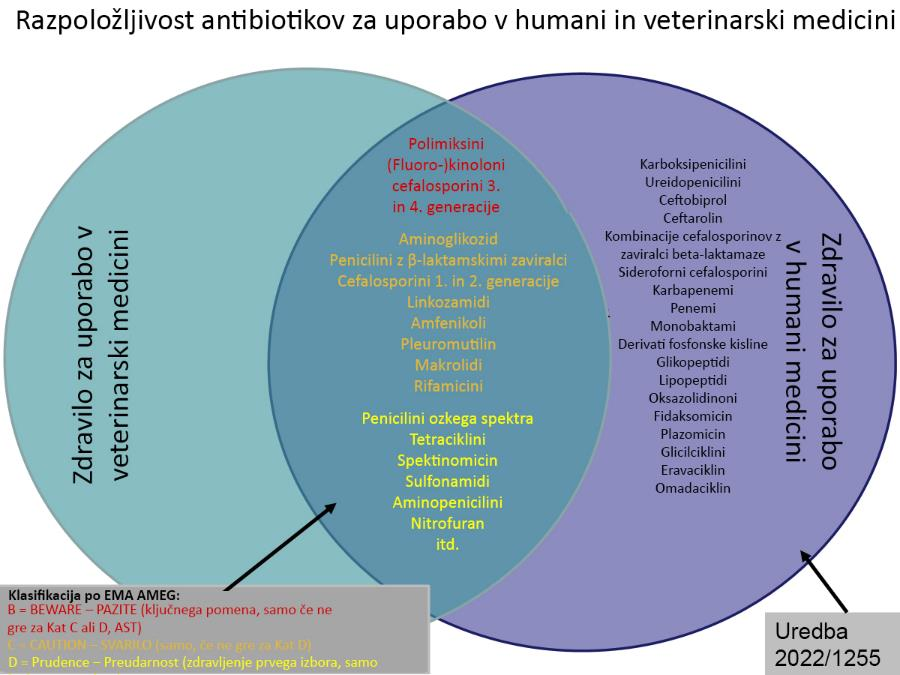 Razpoložljivost antibiotikov za uporabo v humani in veterinarski medicini
Zdravilo za uporabo v
veterinarski medicini
Polimiksini
(Fluoro-)kinoloni
cefalosporini 3.
in 4. generacije
Aminoglikozid
Penicilini z β-laktamskimi zaviralci
Cefalosporini 1. in 2. generacije
Linkozamidi
Amfenikoli
Pleuromutilin
Makrolidi
Rifamicini
Penicilini ozkega spektra
Tetraciklini
Spektinomicin
Sulfonamidi
Aminopenicilini
Nitrofuran
itd.
Karboksipenicilini
Ureidopenicilini
Ceftobiprol
Ceftarolin
Kombinacije cefalosporinov z
zaviralci beta-laktamaze
Sideroforni cefalosporini
Karbapenemi
Penemi
Monobaktami
Derivati fosfonske kisline
Glikopeptidi
Lipopeptidi
Oksazolidinoni
Fidaksomicin
Plazomicin
Glicilciklini
Eravaciklin
Omadaciklin
Zdravilo za uporabo
v humani medicini
Klasifikacija po EMA AMEG:
B = BEWARE – PAZITE (ključnega pomena, samo če ne
gre za Kat C ali D, AST)
C = CAUTION – SVARILO (samo, če ne gre za Kat D)
D = Prudence – Preudarnost (zdravljenje prvega izbora, samo
Uredba
2022/1255